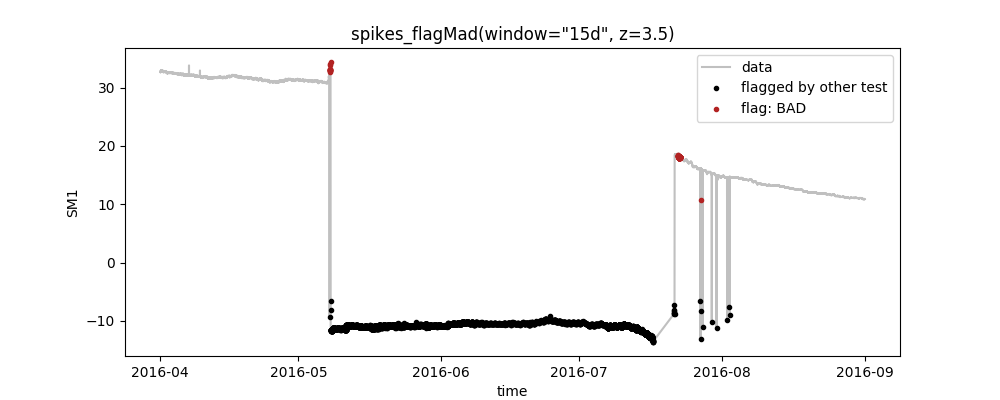 spikes_flagMad(window="15d", z=3.5)
data
flagged by other test
flag: BAD
SM1
30
20
10
0
−10
2016-04
2016-05
2016-06
2016-07
2016-08
2016-09
time